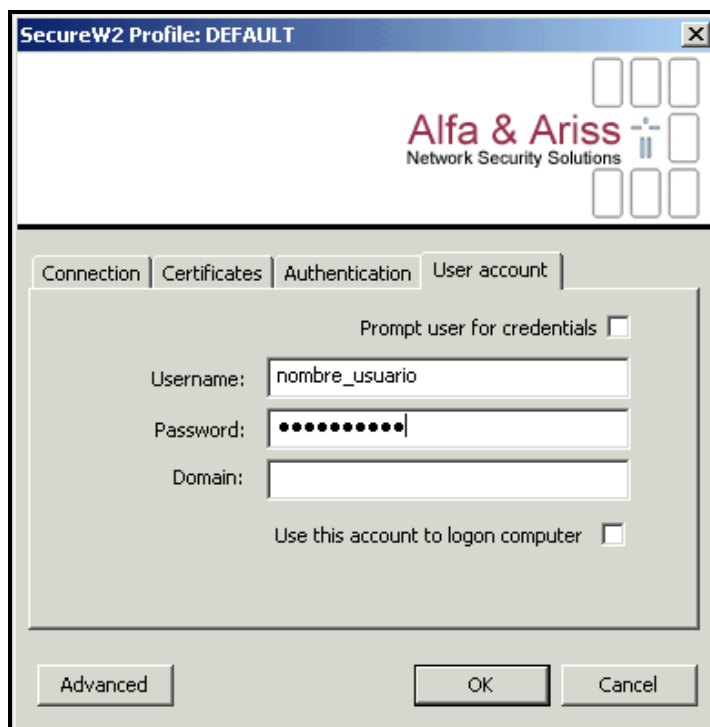 SecureW2 Profile: DEFAULT
Alfa & Ariss
Network Security Solutions
Connection Certificates Authentication User account
Prompt user for credentials
Username: nombre_usuario
Password: ●●●●●●●●●●
Domain:
Use this account to logon computer
Advanced OK Cancel